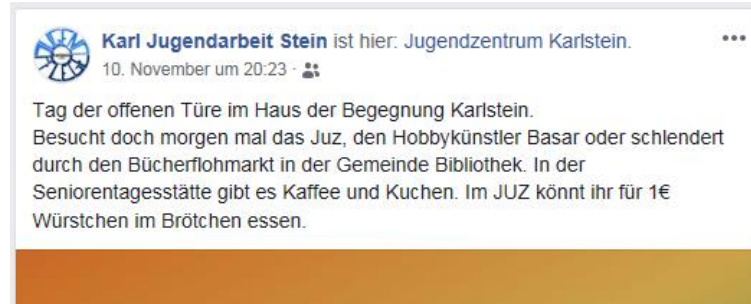 Karl Jugendarbeit Stein ist hier: Jugendzentrum Karlstein.
10. November um 20:23 ·
Tag der offenen Türe im Haus der Begegnung Karlstein.
Besucht doch morgen mal das Juz, den Hobbykünstler Basar oder schlendert
durch den Bücherflohmarkt in der Gemeinde Bibliothek. In der
Seniorentagesstätte gibt es Kaffee und Kuchen. Im JUZ könnt ihr für 1€
Würstchen im Brötchen essen.